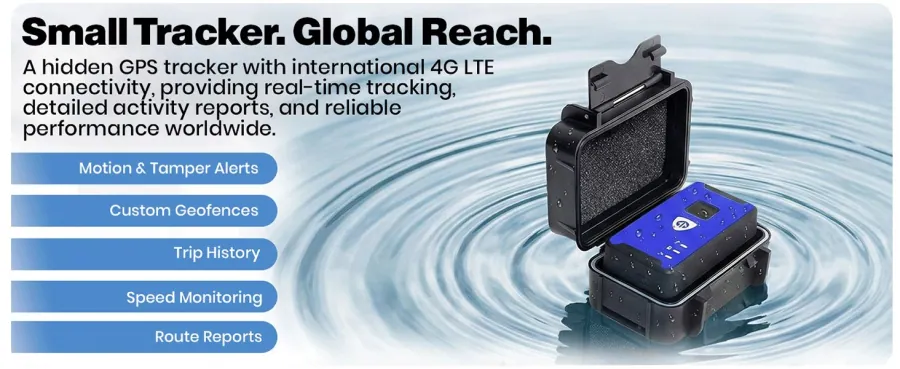 Small Tracker. Global Reach.
A hidden GPS tracker with international 4G LTE
connectivity, providing real-time tracking,
detailed activity reports, and reliable
performance worldwide.
Motion & Tamper Alerts
Custom Geofences
Trip History
Speed Monitoring
Route Reports